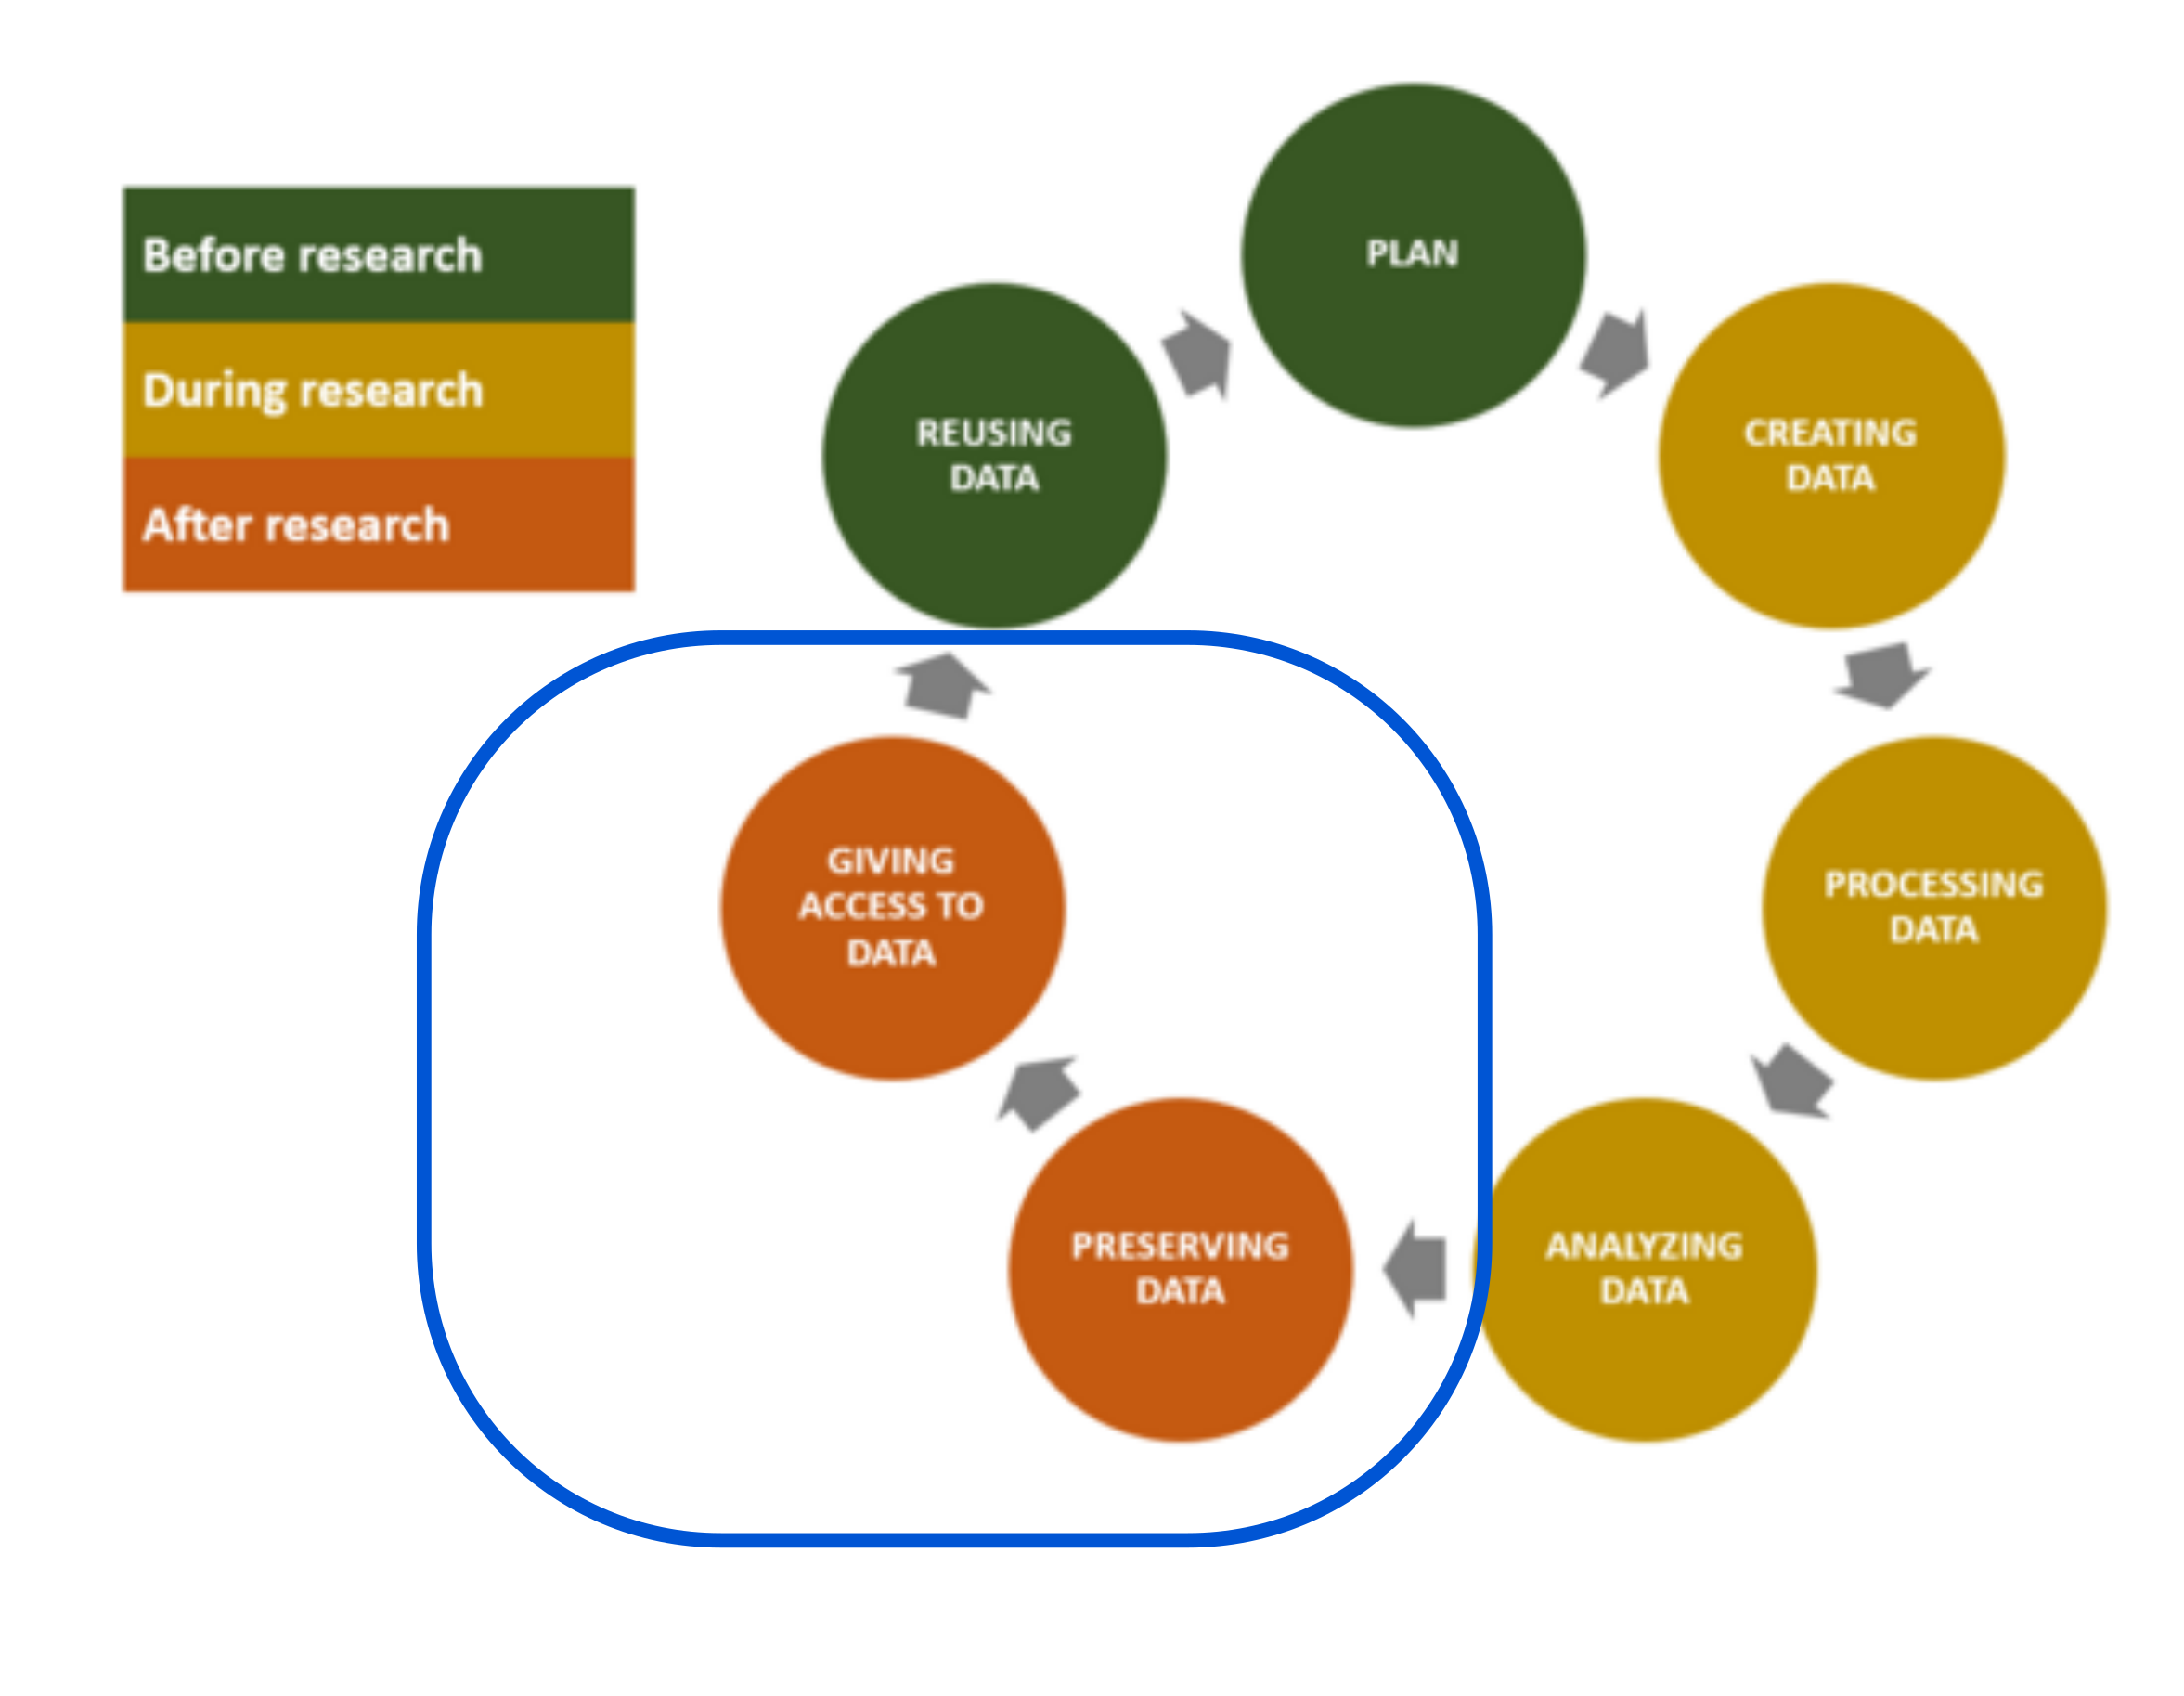 Before research
During research
After research
PLAN
CREATING
DATA
PROCESSING
DATA
ANALYZING
DATA
PRESERVING
DATA
GIVING
ACCESS TO
DATA
REUSING
DATA